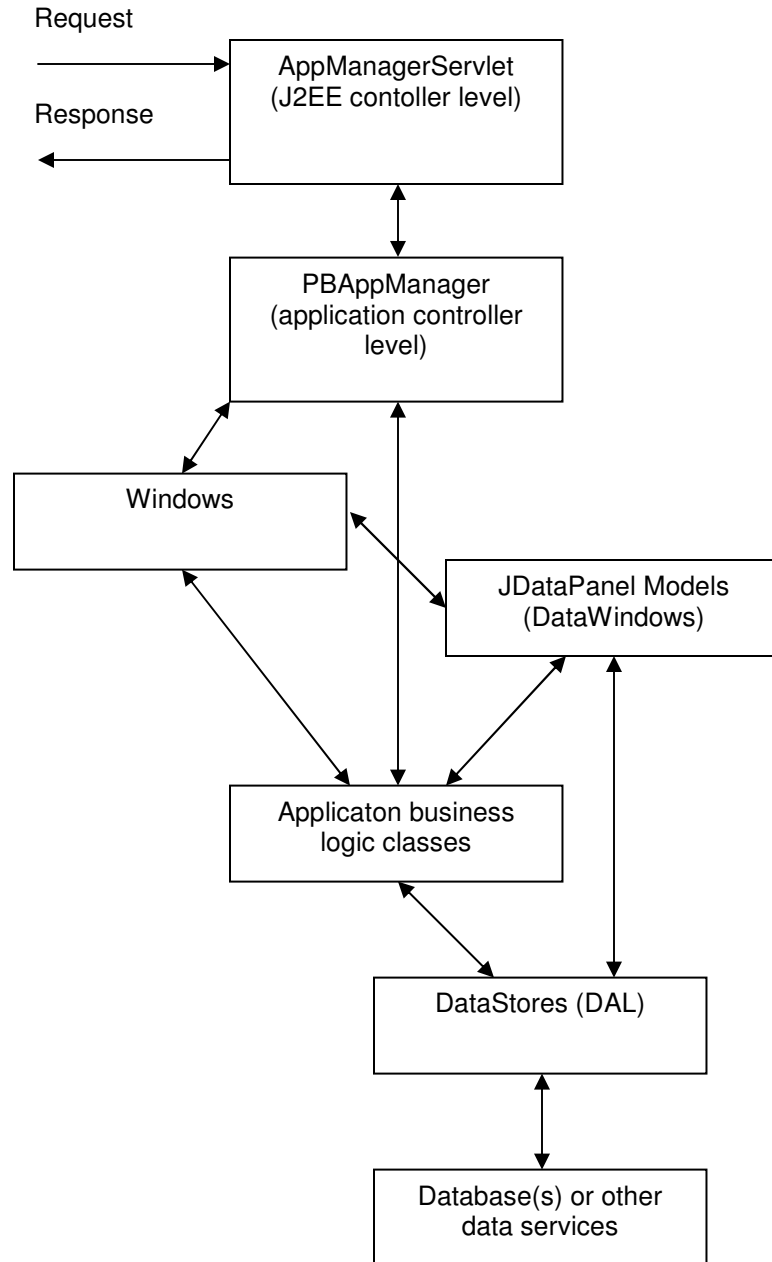 Request
AppManagerServlet
(J2EE contoller level)
Response
PBAppManager
(application controller
level)
Windows
JDataPanel Models
(DataWindows)
Applicaton business
logic classes
DataStores (DAL)
Database(s) or other
data services